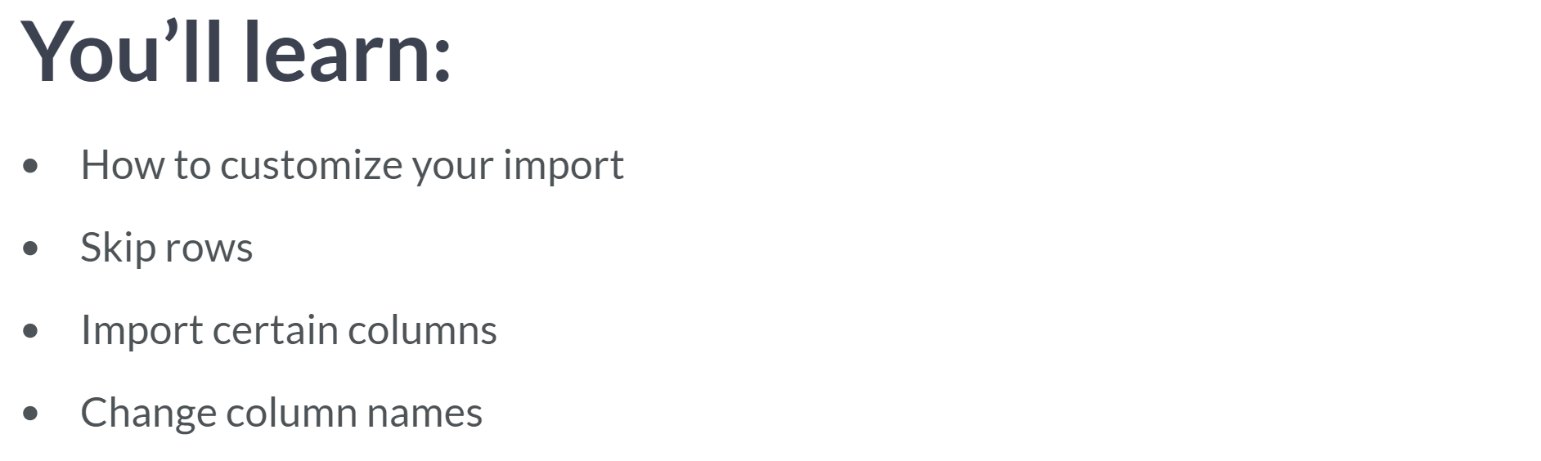 You’ll learn:
• How to customize your import
• Skip rows
• Import certain columns
• Change column names